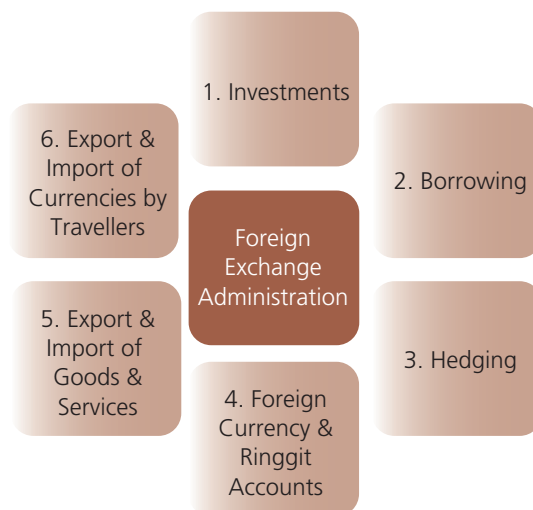 1. Investments
2. Borrowing
3. Hedging
4. Foreign
Currency &
Ringgit
Accounts
5. Export &
Import of
Goods &
Services
6. Export &
Import of
Currencies by
Travellers
Foreign
Exchange
Administration